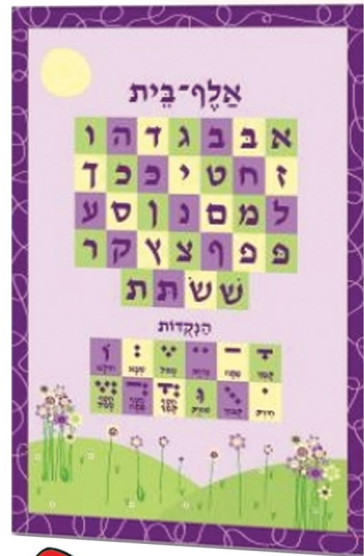 אָלֶף־בֵּית
א בּ ב ג ד ה ו
ז ח ט י כּ כ ך
ל מ ם נ ן ס ע
פּ פ ף צ ץ ק ר
שׁ שׂ תּ ת
הַנְקֻדּוֹת